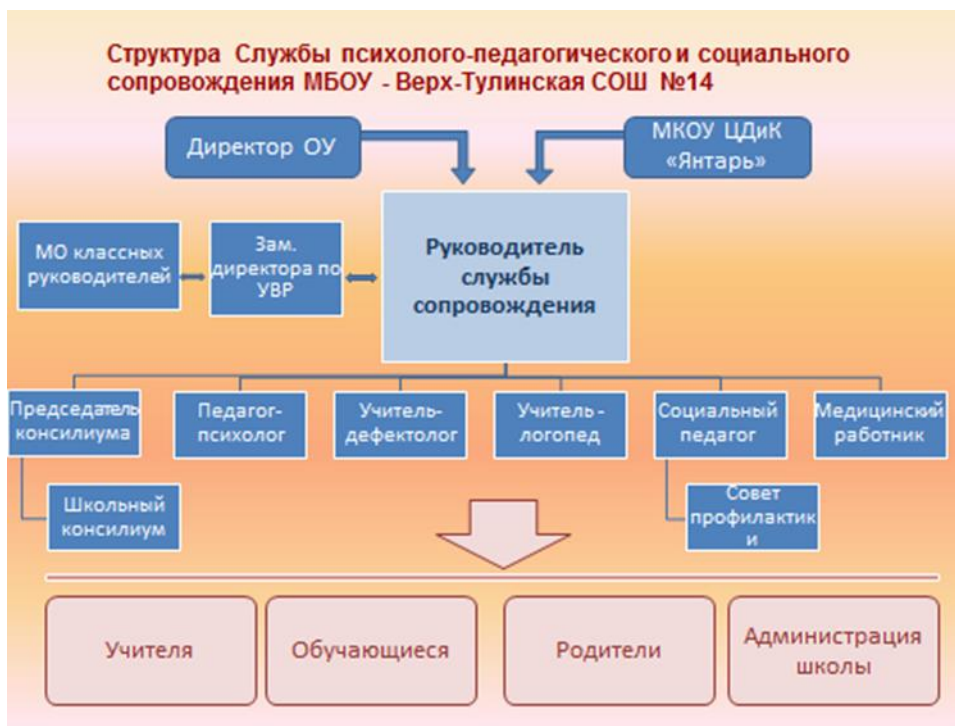 Структура Службы психолого-педагогического и социального
сопровождения МБОУ - Верх-Тулинская СОШ №14
Директор ОУ
МКОУ ЦДиК
«Янтарь»
МО классных
руководителей
Зам.
директора по
УВР
Руководитель
службы
сопровождения
Председатель
консилиума
Педагог-
психолог
Учитель-
дефектолог
Учитель -
логопед
Социальный
педагог
Медицинский
работник
Школьный
консилиум
Совет
профилактик
и
Учителя
Обучающиеся
Родители
Администрация
школы